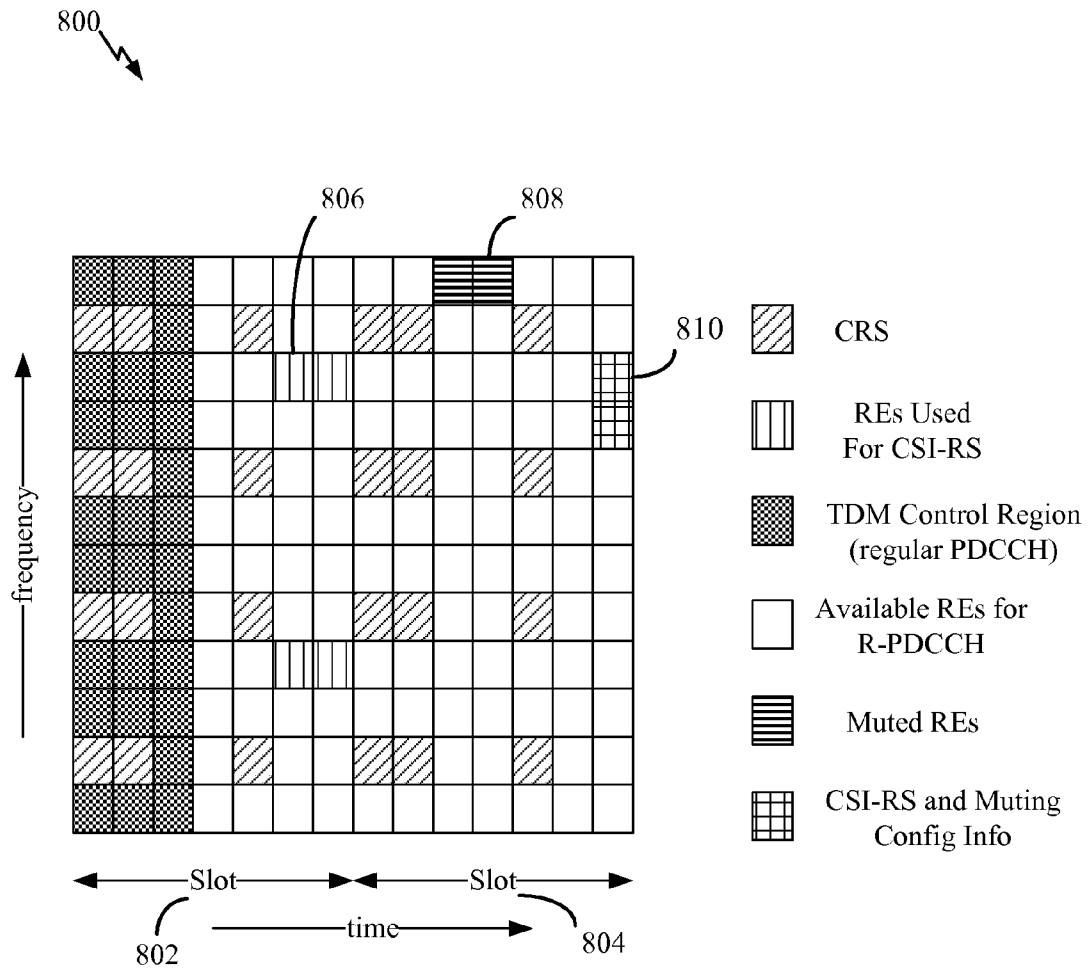 800
806
808
810
frequency
CRS
REs Used
For CSI-RS
TDM Control Region
(regular PDCCH)
Available REs for
R-PDCCH
Muted REs
CSI-RS and Muting
Config Info
Slot
Slot
802
time
804